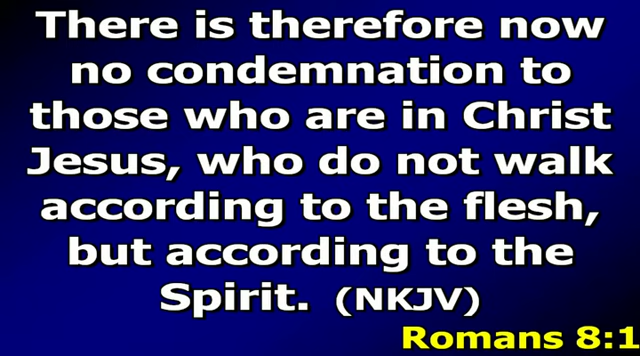 There is therefore now
no condemnation to
those who are in Christ
Jesus, who do not walk
according to the flesh,
but according to the
Spirit.  (NKJV)
Romans 8:1